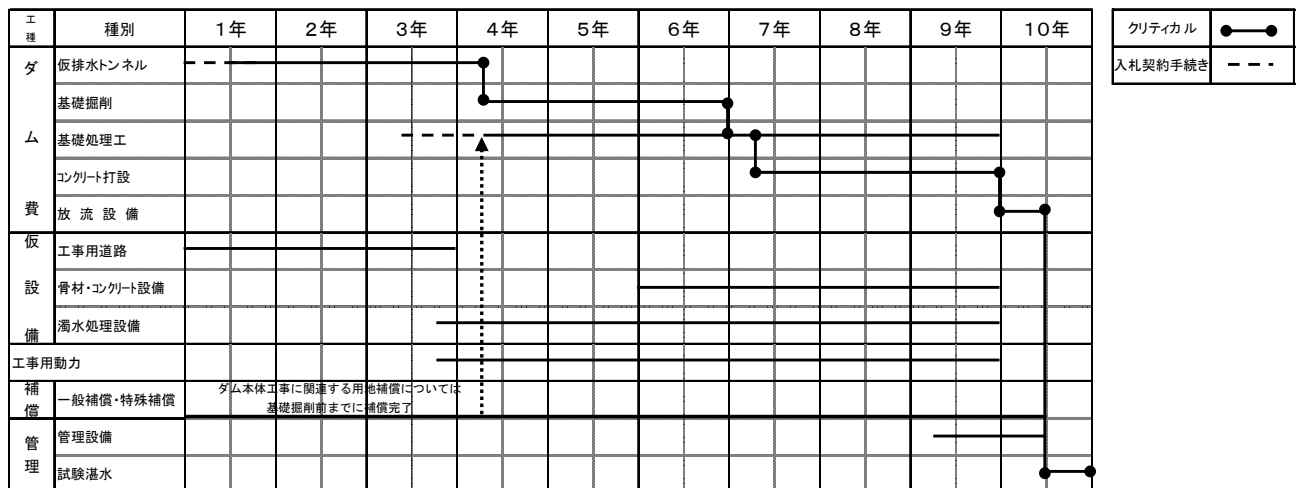 工種 種別 1年 2年 3年 4年 5年 6年 7年 8年 9年 10年
クリティカル
入札契約手続き
ダム費
仮排水トンネル
基礎掘削
基礎処理工
コンクリート打設
放流設備
仮設備
工事用道路
骨材・コンクリート設備
濁水処理設備
工事用動力
補償
一般補償・特殊補償
ダム本体工事に関連する用地補償については
基礎掘削前までに補償完了
管理
管理設備
試験湛水